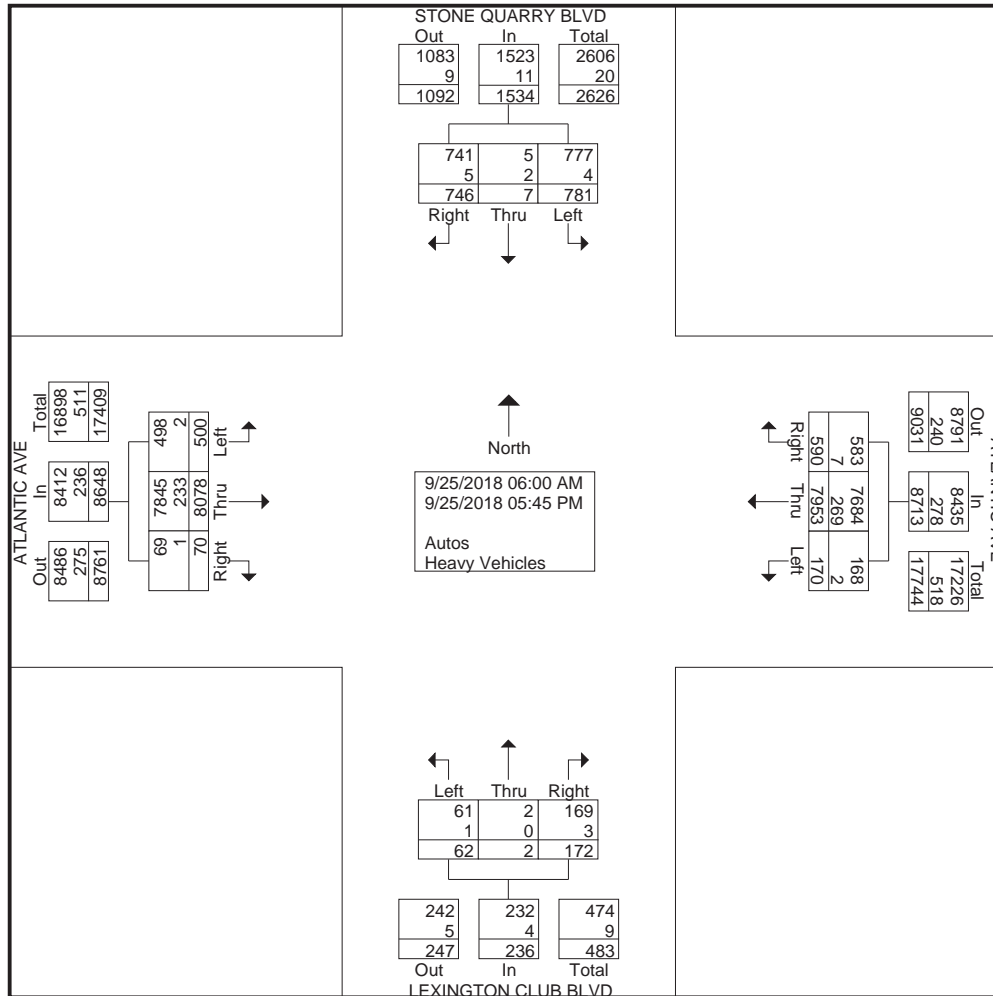 STONE QUARRY BLVD
Out In Total
1083 1523 2606
9 11 20
1092 1534 2626
741 5 777
5 2 4
746 7 781
Right Thru Left
ATLANTIC AVE
Total In Out
16898 8412 8486
511 236 275
17409 8648 8761
498 7845 69
2 233 1
500 8078 70
Left Thru Right
North
9/25/2018 06:00 AM
9/25/2018 05:45 PM
Autos
Heavy Vehicles
Out In Total
8791 8435 17226
240 278 518
9031 8713 17744
583 7684 168
7 269 2
590 7953 170
Right Thru Left
Left Thru Right
61 2 169
1 0 3
62 2 172
242 232 474
5 4 9
247 236 483
Out In Total
LEXINGTON CLUB BLVD